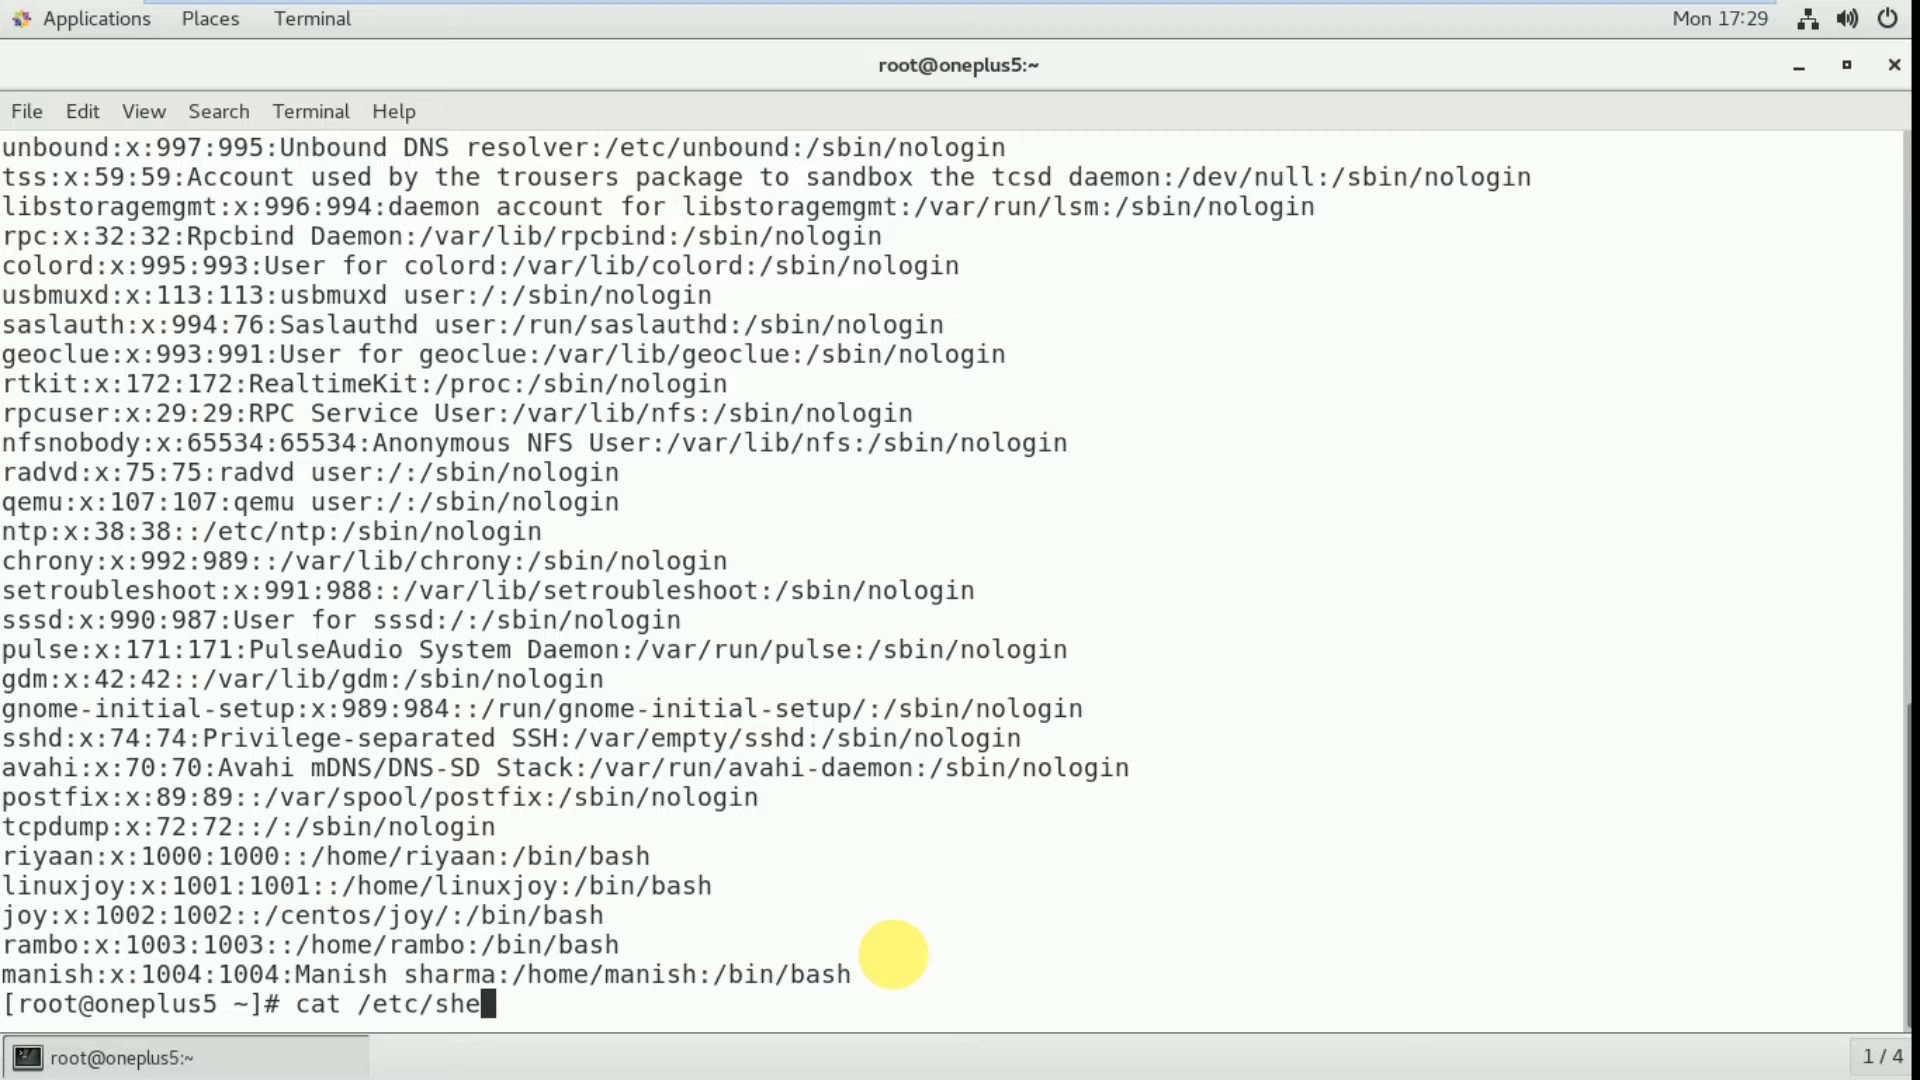 Applications Places Terminal Mon 17:29
root@oneplus5:~
File Edit View Search Terminal Help
unbound:x:997:995:Unbound DNS resolver:/etc/unbound:/sbin/nologin
tss:x:59:59:Account used by the trousers package to sandbox the tcsd daemon:/dev/null:/sbin/nologin
libstoragemgmt:x:996:994:daemon account for libstoragemgmt:/var/run/lsm:/sbin/nologin
rpc:x:32:32:Rpcbind Daemon:/var/lib/rpcbind:/sbin/nologin
colord:x:995:993:User for colord:/var/lib/colord:/sbin/nologin
usbmuxd:x:113:113:usbmuxd user:/:/sbin/nologin
saslauth:x:994:76:Saslauthd user:/run/saslauthd:/sbin/nologin
geoclue:x:993:991:User for geoclue:/var/lib/geoclue:/sbin/nologin
rtkit:x:172:172:RealtimeKit:/proc:/sbin/nologin
rpcuser:x:29:29:RPC Service User:/var/lib/nfs:/sbin/nologin
nfsnobody:x:65534:65534:Anonymous NFS User:/var/lib/nfs:/sbin/nologin
radvd:x:75:75:radvd user:/:/sbin/nologin
qemu:x:107:107:qemu user:/:/sbin/nologin
ntp:x:38:38::/etc/ntp:/sbin/nologin
chrony:x:992:989::/var/lib/chrony:/sbin/nologin
setroubleshoot:x:991:988::/var/lib/setroubleshoot:/sbin/nologin
sssd:x:990:987:User for sssd:/:/sbin/nologin
pulse:x:171:171:PulseAudio System Daemon:/var/run/pulse:/sbin/nologin
gdm:x:42:42::/var/lib/gdm:/sbin/nologin
gnome-initial-setup:x:989:984::/run/gnome-initial-setup/:/sbin/nologin
sshd:x:74:74:Privilege-separated SSH:/var/empty/sshd:/sbin/nologin
avahi:x:70:70:Avahi mDNS/DNS-SD Stack:/var/run/avahi-daemon:/sbin/nologin
postfix:x:89:89::/var/spool/postfix:/sbin/nologin
tcpdump:x:72:72::/:/sbin/nologin
riyaan:x:1000:1000::/home/riyaan:/bin/bash
linuxjoy:x:1001:1001::/home/linuxjoy:/bin/bash
joy:x:1002:1002::/centos/joy/:/bin/bash
rambo:x:1003:1003::/home/rambo:/bin/bash
manish:x:1004:1004:Manish sharma:/home/manish:/bin/bash
[root@oneplus5 ~]# cat /etc/she
root@oneplus5:~ 1 / 4